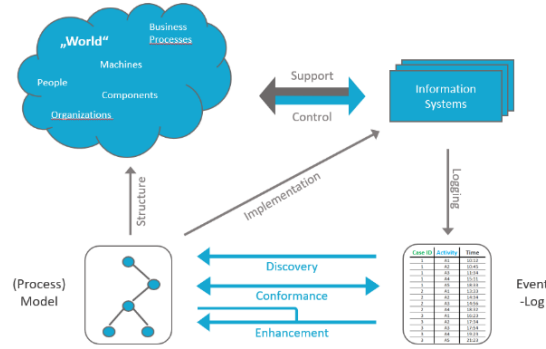 „World“
Business
Processes
Machines
People
Components
Organizations
Support
Control
Information
Systems
Structure
Implementation
Logging
(Process)
Model
Discovery
Conformance
Enhancement
Case ID Activity Time
Event
-Log